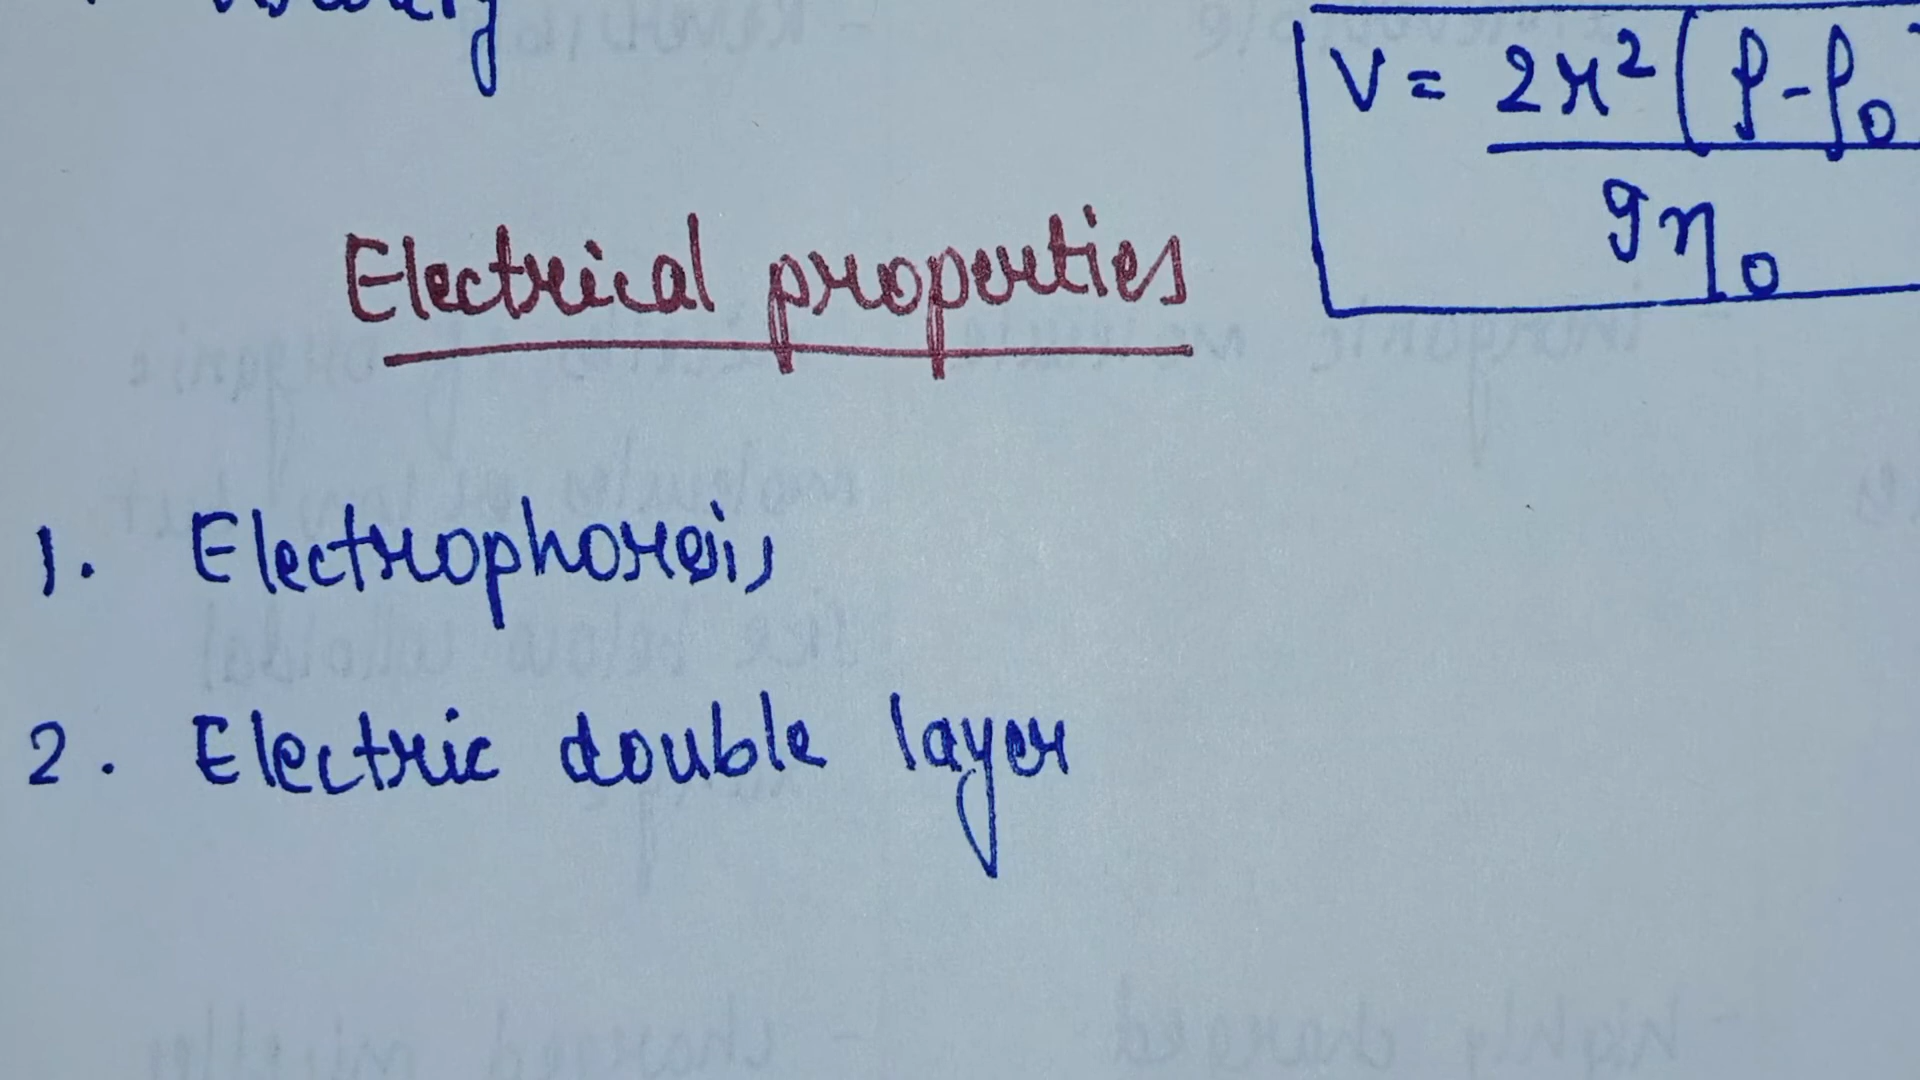 V = 2r²(ρ-ρ₀
9η₀
Electrical properties
1. Electrophoresis
2. Electric double layer